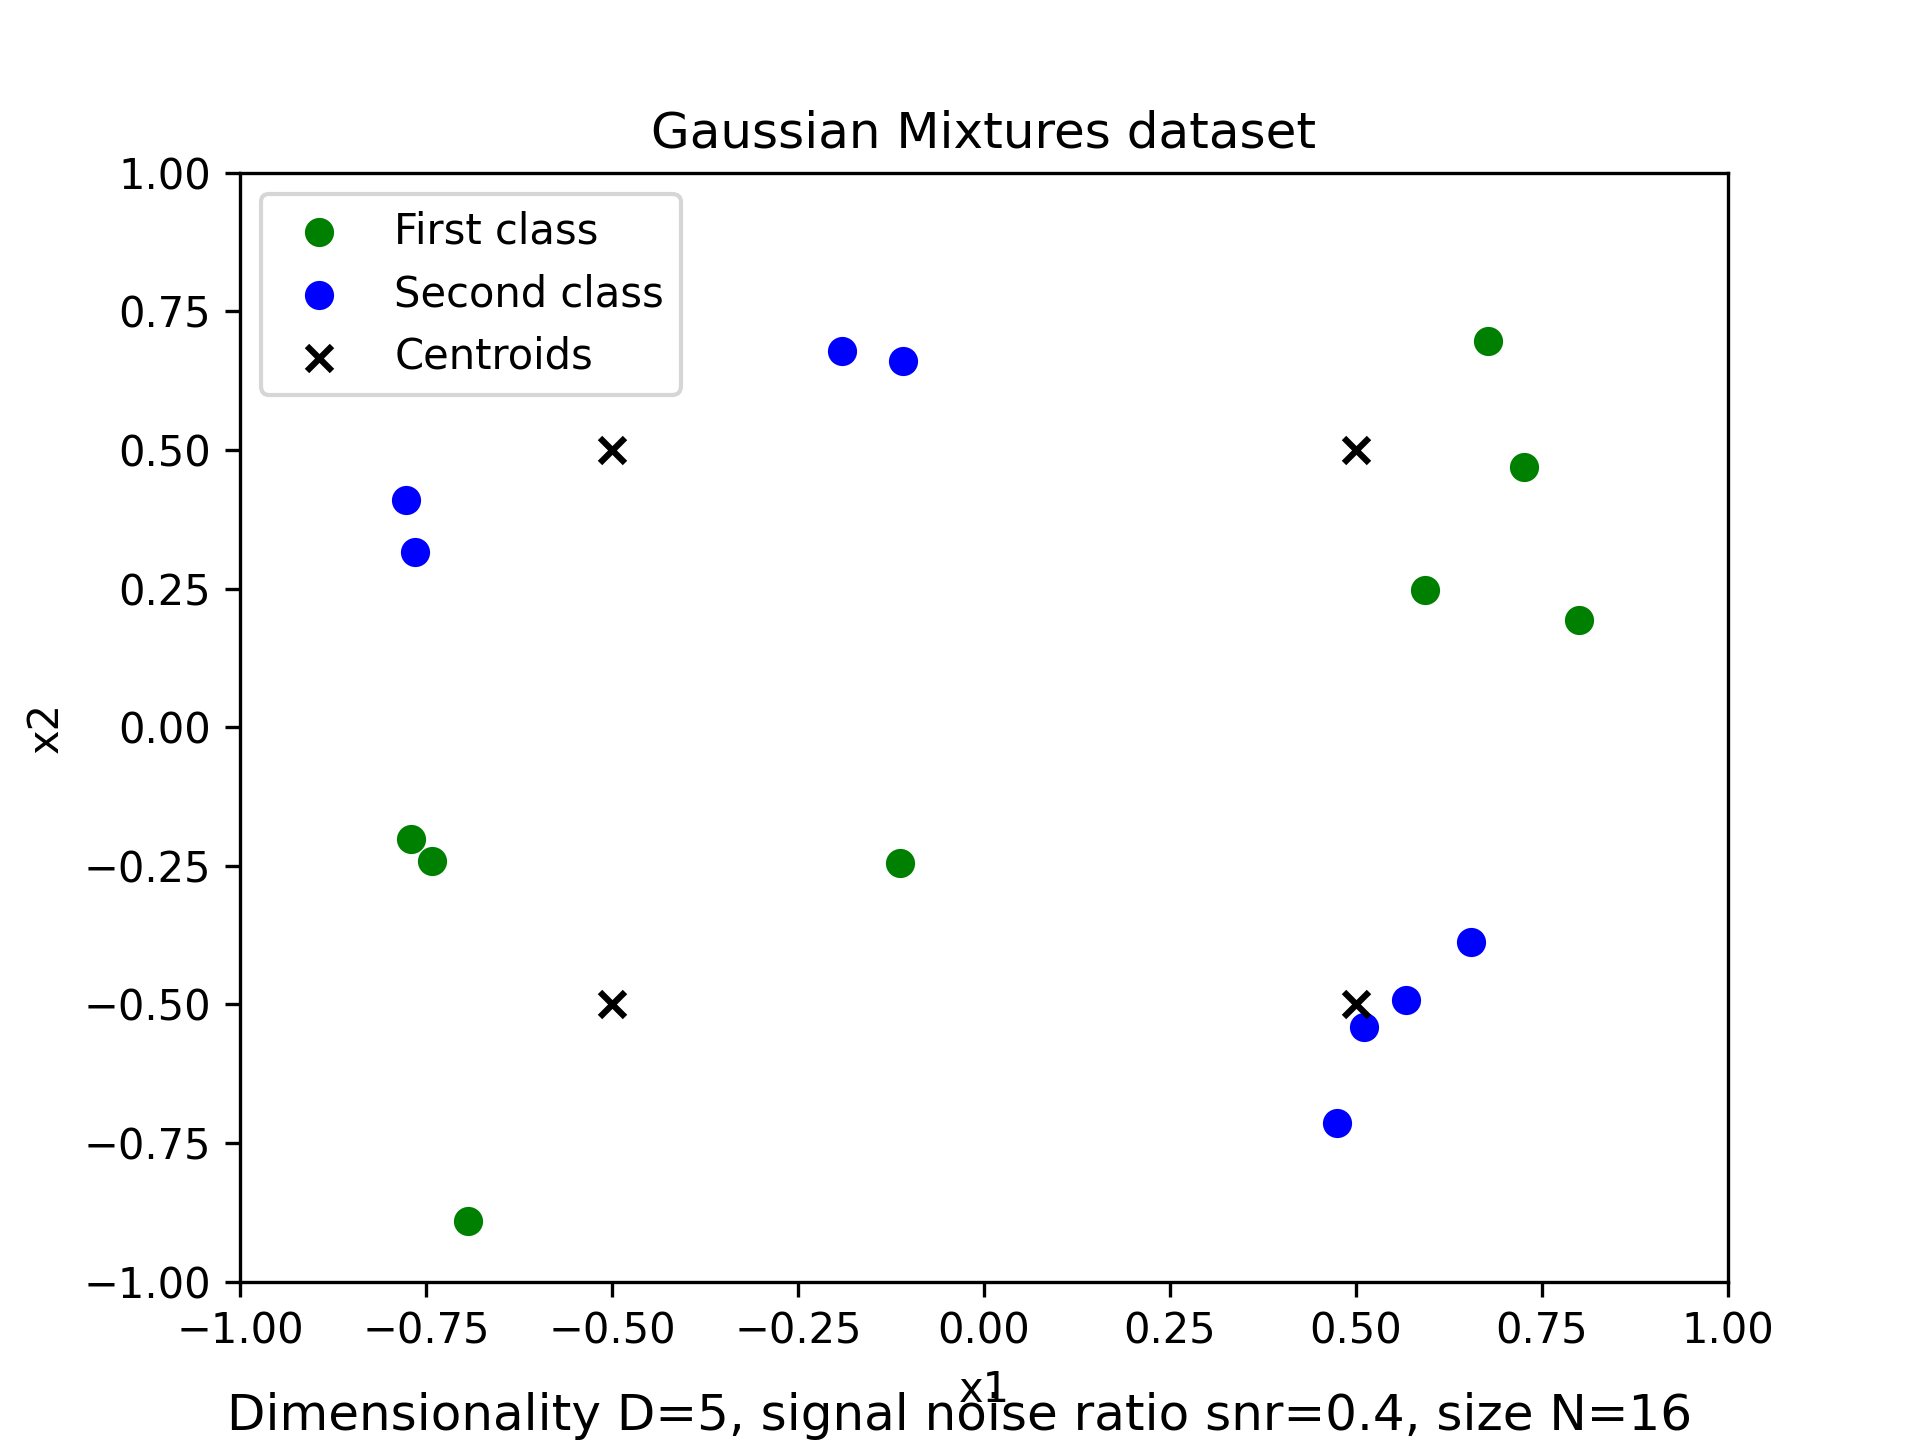 Gaussian Mixtures dataset
First class
Second class
Centroids
1.00
0.75
0.50
0.25
0.00
−0.25
−0.50
−0.75
−1.00
x2
−1.00 −0.75 −0.50 −0.25 0.00 0.25 0.50 0.75 1.00
x1
Dimensionality D=5, signal noise ratio snr=0.4, size N=16